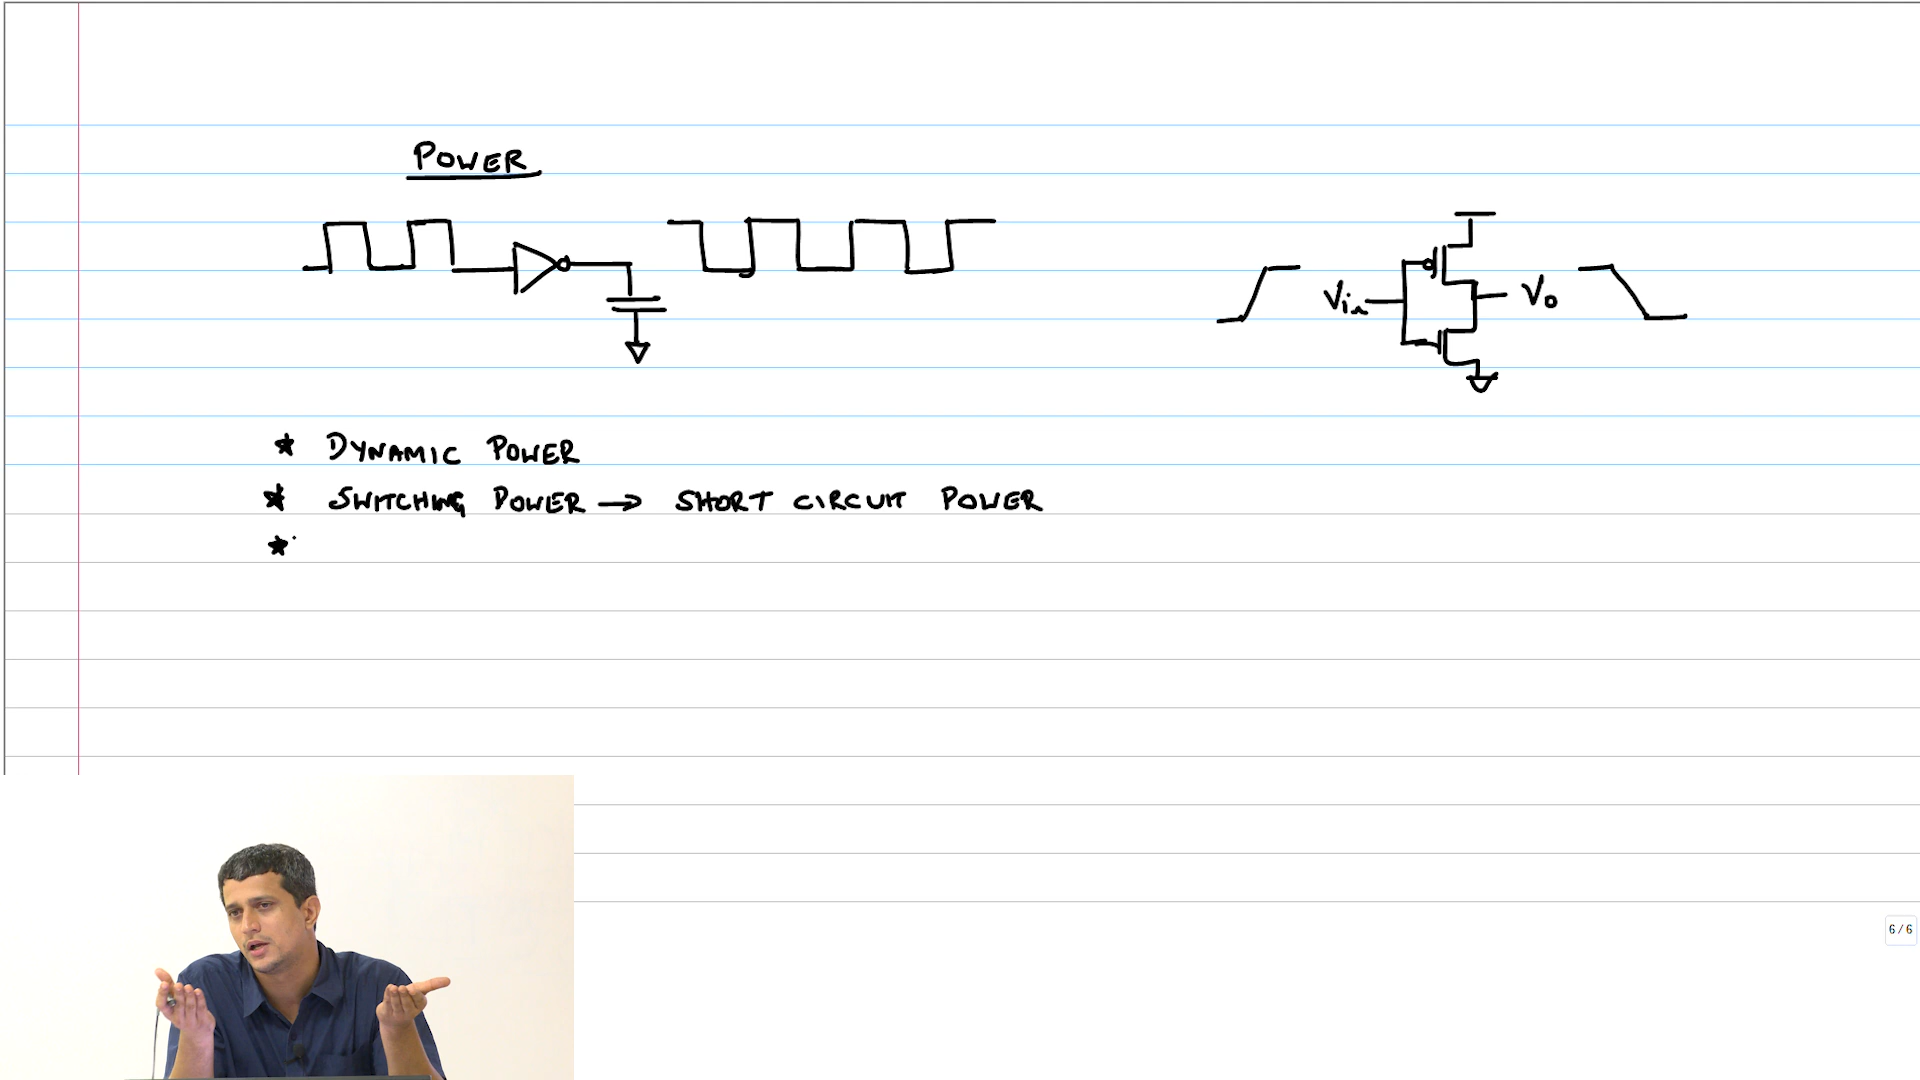 POWER
Vin
Vo
★ DYNAMIC POWER
★ SWITCHING POWER → SHORT CIRCUIT POWER
★
6 / 6